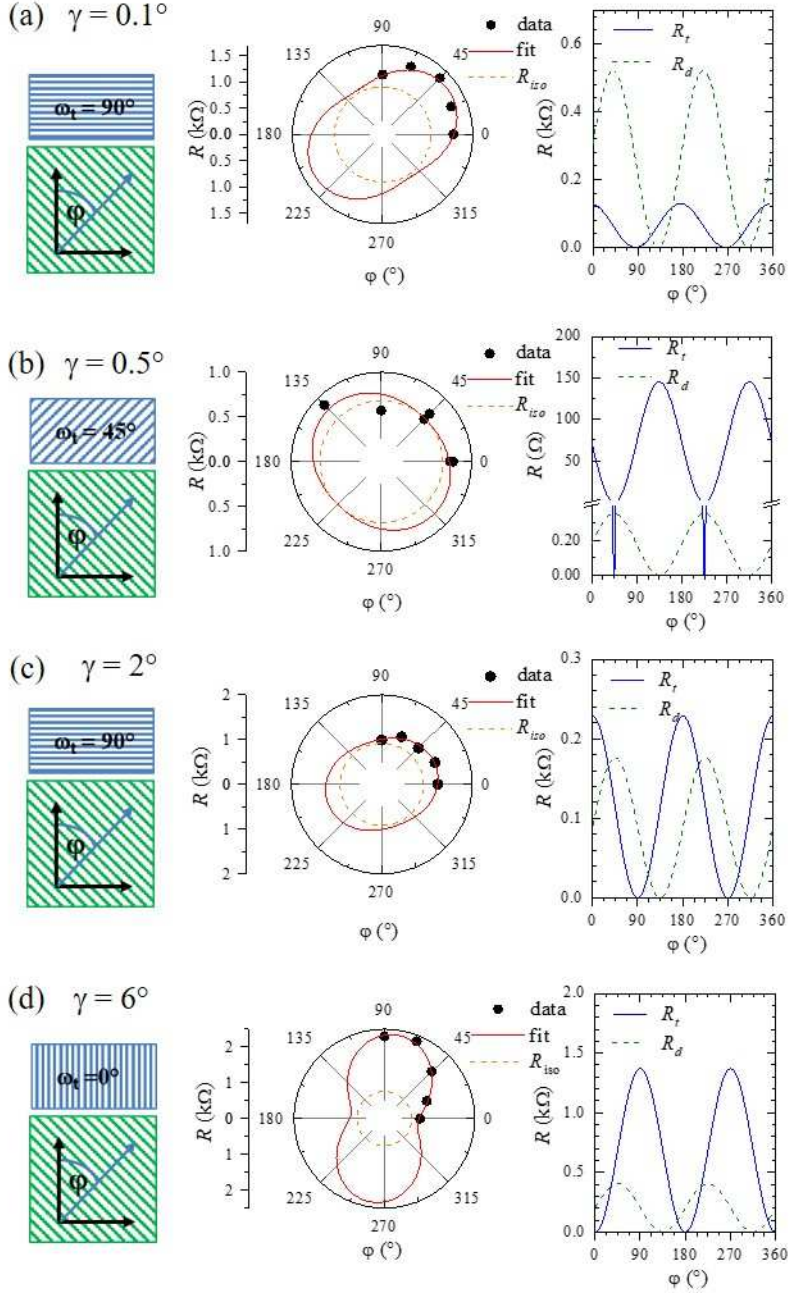 (a) γ = 0.1°
ω_t = 90°
φ
R (kΩ)
1.5
1.0
0.5
0.0
0.5
1.0
1.5
90
135
45
180
0
225
315
270
φ (°)
data
fit
R_iso
R (kΩ)
0.6
0.4
0.2
0.0
R_t
R_d
0 90 180 270 360
φ (°)
(b) γ = 0.5°
ω_t = 45°
φ
R (kΩ)
1.0
0.5
0.0
0.5
1.0
90
135
45
180
0
225
315
270
φ (°)
data
fit
R_iso
R (Ω)
200
150
100
50
0.20
0.00
R_t
R_d
0 90 180 270 360
φ (°)
(c) γ = 2°
ω_t = 90°
φ
R (kΩ)
2
1
0
1
2
90
135
45
180
0
225
315
270
φ (°)
data
fit
R_iso
R (kΩ)
0.3
0.2
0.1
0.0
R_t
R_d
0 90 180 270 360
φ (°)
(d) γ = 6°
ω_t =0°
φ
R (kΩ)
2
1
0
1
2
90
135
45
180
0
225
315
270
φ (°)
data
fit
R_iso
R (kΩ)
2.0
1.5
1.0
0.5
0.0
R_t
R_d
0 90 180 270 360
φ (°)